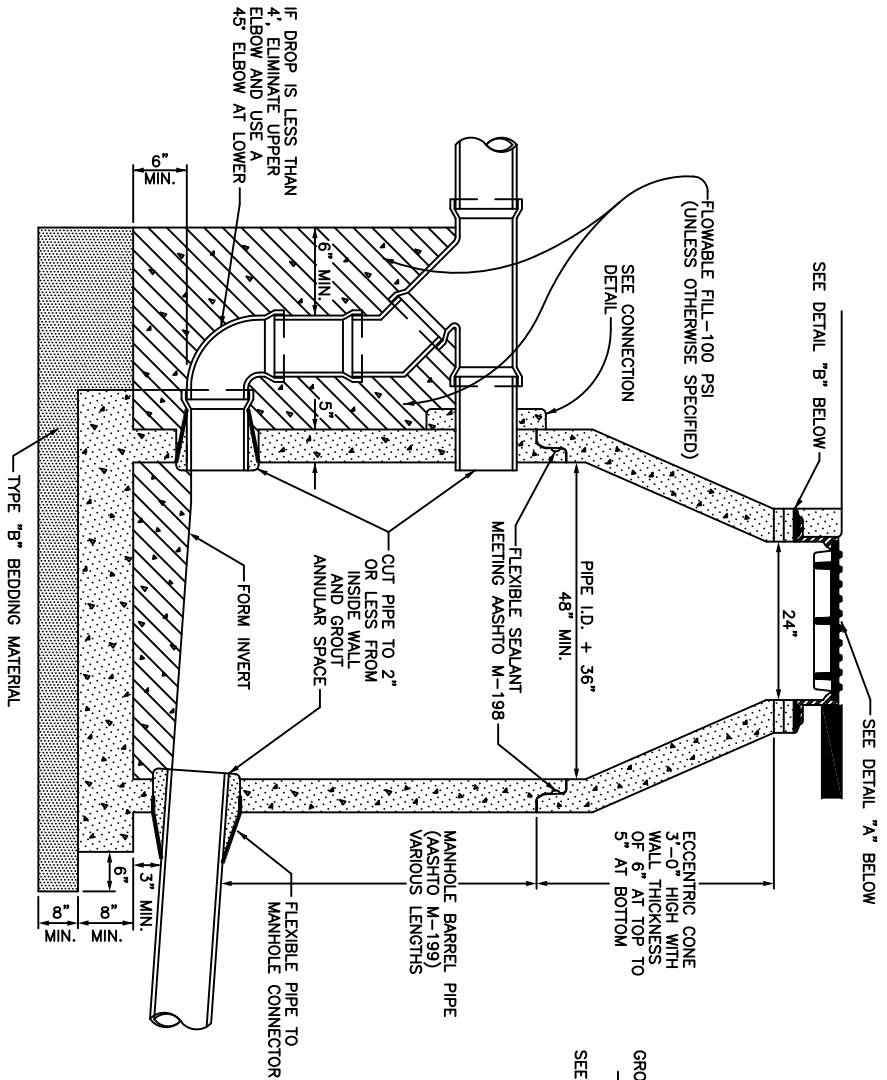 SEE DETAIL "A" BELOW
SEE DETAIL "B" BELOW
24"
FLOWABLE FILL-100 PSI
(UNLESS OTHERWISE SPECIFIED)
SEE CONNECTION
DETAIL
PIPE I.D. + 36"
48" MIN.
FLEXIBLE SEALANT
MEETING AASHTO M-198
ECCENTRIC CONE
3'-0" HIGH WITH
WALL THICKNESS
OF 6" AT TOP TO
5" AT BOTTOM
MANHOLE BARREL PIPE
(AASHTO M-199)
VARIOUS LENGTHS
CUT PIPE TO 2"
OR LESS FROM
INSIDE WALL
AND GROUT
ANNULAR SPACE
FORM INVERT
FLEXIBLE PIPE TO
MANHOLE CONNECTOR
IF DROP IS LESS THAN
4', ELIMINATE UPPER
ELBOW AND USE A
45° ELBOW AT LOWER
6"
MIN.
6" MIN.
5"
3" MIN.
6"
8"
MIN.
8"
MIN.
TYPE "B" BEDDING MATERIAL
GRO
SEE